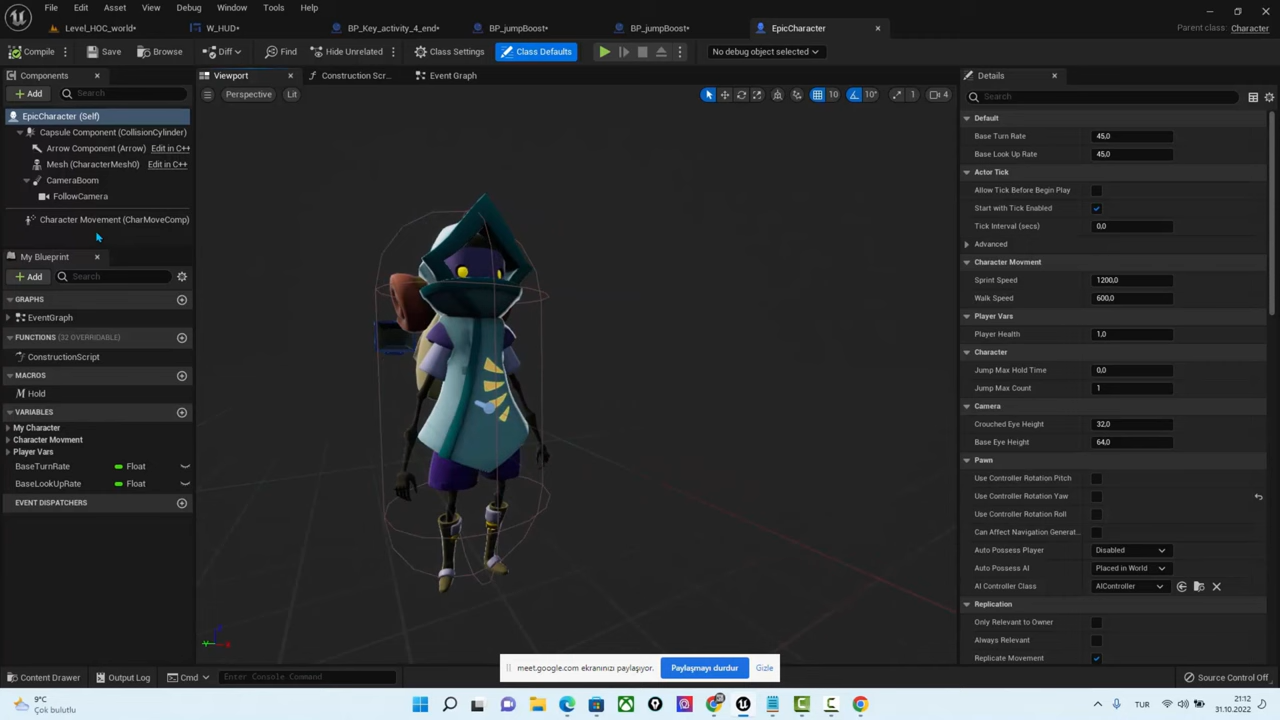 File Edit Asset View Debug Window Tools Help
Level_HOC_world•
W_HUD•
BP_Key_activity_4_end•
BP_jumpBoost•
BP_jumpBoost•
EpicCharacter
Parent class: Character
Compile Save Browse Diff Find Hide Unrelated Class Settings Class Defaults No debug object selected
Components
Add Search
EpicCharacter (Self)
Capsule Component (CollisionCylinder)
Arrow Component (Arrow) Edit in C++
Mesh (CharacterMesh0) Edit in C++
CameraBoom
FollowCamera
Character Movement (CharMoveComp)
My Blueprint
Add Search
GRAPHS
EventGraph
FUNCTIONS (32 OVERRIDABLE)
ConstructionScript
MACROS
Hold
VARIABLES
My Character
Character Movment
Player Vars
BaseTurnRate Float
BaseLookUpRate Float
EVENT DISPATCHERS
Viewport Construction Scr... Event Graph
Perspective Lit
10 10° 1 4
Details
Search
Default
Base Turn Rate 45,0
Base Look Up Rate 45,0
Actor Tick
Allow Tick Before Begin Play
Start with Tick Enabled
Tick Interval (secs) 0,0
Advanced
Character Movment
Sprint Speed 1200,0
Walk Speed 600,0
Player Vars
Player Health 1,0
Character
Jump Max Hold Time 0,0
Jump Max Count 1
Camera
Crouched Eye Height 32,0
Base Eye Height 64,0
Pawn
Use Controller Rotation Pitch
Use Controller Rotation Yaw
Use Controller Rotation Roll
Can Affect Navigation Generat...
Auto Possess Player Disabled
Auto Possess AI Placed in World
AI Controller Class AIController
Replication
Only Relevant to Owner
Always Relevant
Replicate Movement
meet.google.com ekranınızı paylaşıyor. Paylaşmayı durdur Gizle
Content Drawer Output Log Cmd Enter Console Command Source Control Off
9°C
Çok bulutlu
TUR
21:12
31.10.2022